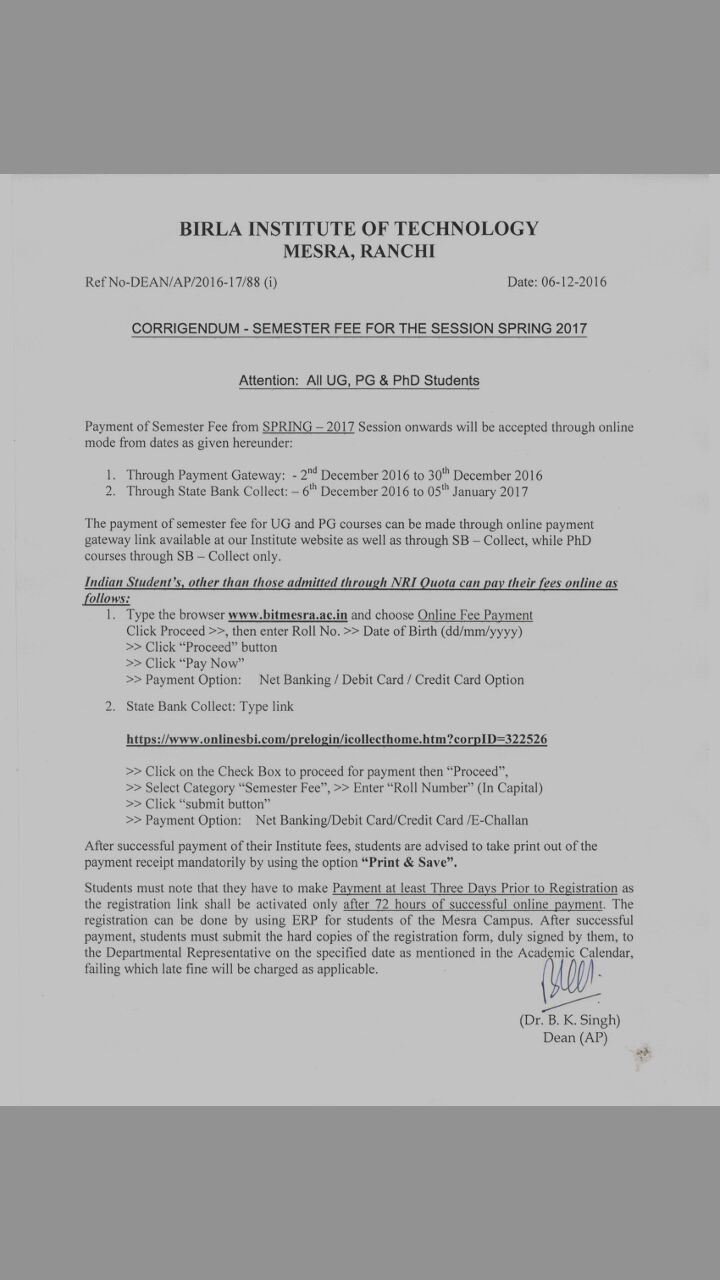 BIRLA INSTITUTE OF TECHNOLOGY
MESRA, RANCHI
Ref No-DEAN/AP/2016-17/88 (i) Date: 06-12-2016
CORRIGENDUM - SEMESTER FEE FOR THE SESSION SPRING 2017
Attention: All UG, PG & PhD Students
Payment of Semester Fee from SPRING – 2017 Session onwards will be accepted through online
mode from dates as given hereunder:
1. Through Payment Gateway: - 2nd December 2016 to 30th December 2016
2. Through State Bank Collect: – 6th December 2016 to 05th January 2017
The payment of semester fee for UG and PG courses can be made through online payment
gateway link available at our Institute website as well as through SB – Collect, while PhD
courses through SB – Collect only.
Indian Student's, other than those admitted through NRI Quota can pay their fees online as
follows:
1. Type the browser www.bitmesra.ac.in and choose Online Fee Payment
Click Proceed >>, then enter Roll No. >> Date of Birth (dd/mm/yyyy)
>> Click “Proceed” button
>> Click “Pay Now”
>> Payment Option: Net Banking / Debit Card / Credit Card Option
2. State Bank Collect: Type link
https://www.onlinesbi.com/prelogin/icollecthome.htm?corpID=322526
>> Click on the Check Box to proceed for payment then “Proceed”,
>> Select Category “Semester Fee”, >> Enter “Roll Number” (In Capital)
>> Click “submit button”
>> Payment Option: Net Banking/Debit Card/Credit Card /E-Challan
After successful payment of their Institute fees, students are advised to take print out of the
payment receipt mandatorily by using the option “Print & Save”.
Students must note that they have to make Payment at least Three Days Prior to Registration as
the registration link shall be activated only after 72 hours of successful online payment. The
registration can be done by using ERP for students of the Mesra Campus. After successful
payment, students must submit the hard copies of the registration form, duly signed by them, to
the Departmental Representative on the specified date as mentioned in the Academic Calendar,
failing which late fine will be charged as applicable.
(Dr. B. K. Singh)
Dean (AP)